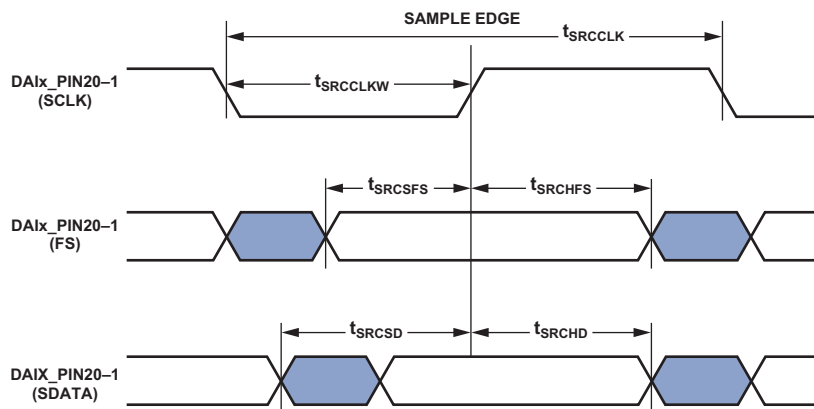 SAMPLE EDGE
tSRCCLK
DAIx_PIN20–1
(SCLK)
tSRCCLKW
tSRCSFS
tSRCHFS
DAIx_PIN20–1
(FS)
tSRCSD
tSRCHD
DAIX_PIN20–1
(SDATA)